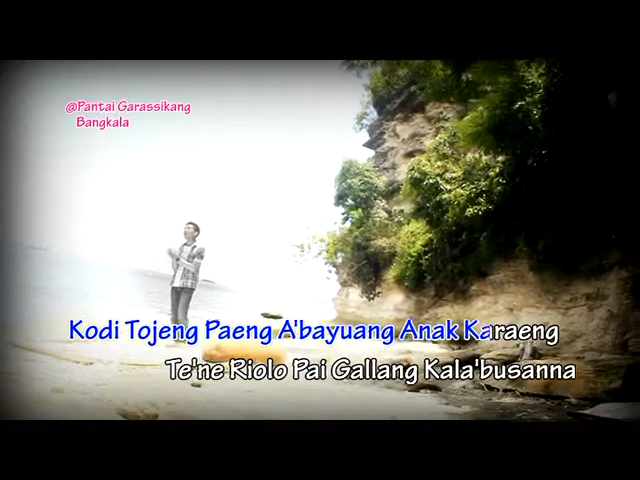 @Pantai Garassikang
Bangkala
Kodi Tojeng Paeng A'bayuang Anak Karaeng
Te'ne Riolo Pai Gallang Kala'busanna